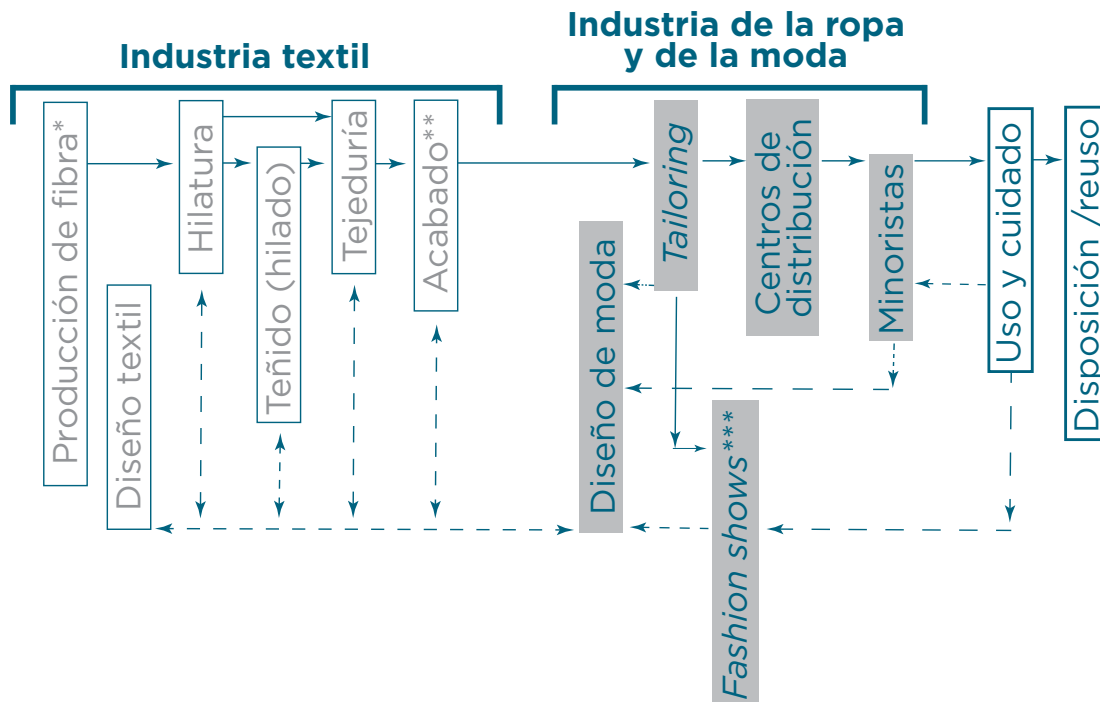 Industria textil
Industria de la ropa
y de la moda
Producción de fibra*
Diseño textil
Hilatura
Teñido (hilado)
Tejeduría
Acabado**
Diseño de moda
Tailoring
Fashion shows***
Centros de
distribución
Minoristas
Uso y cuidado
Disposición /reuso